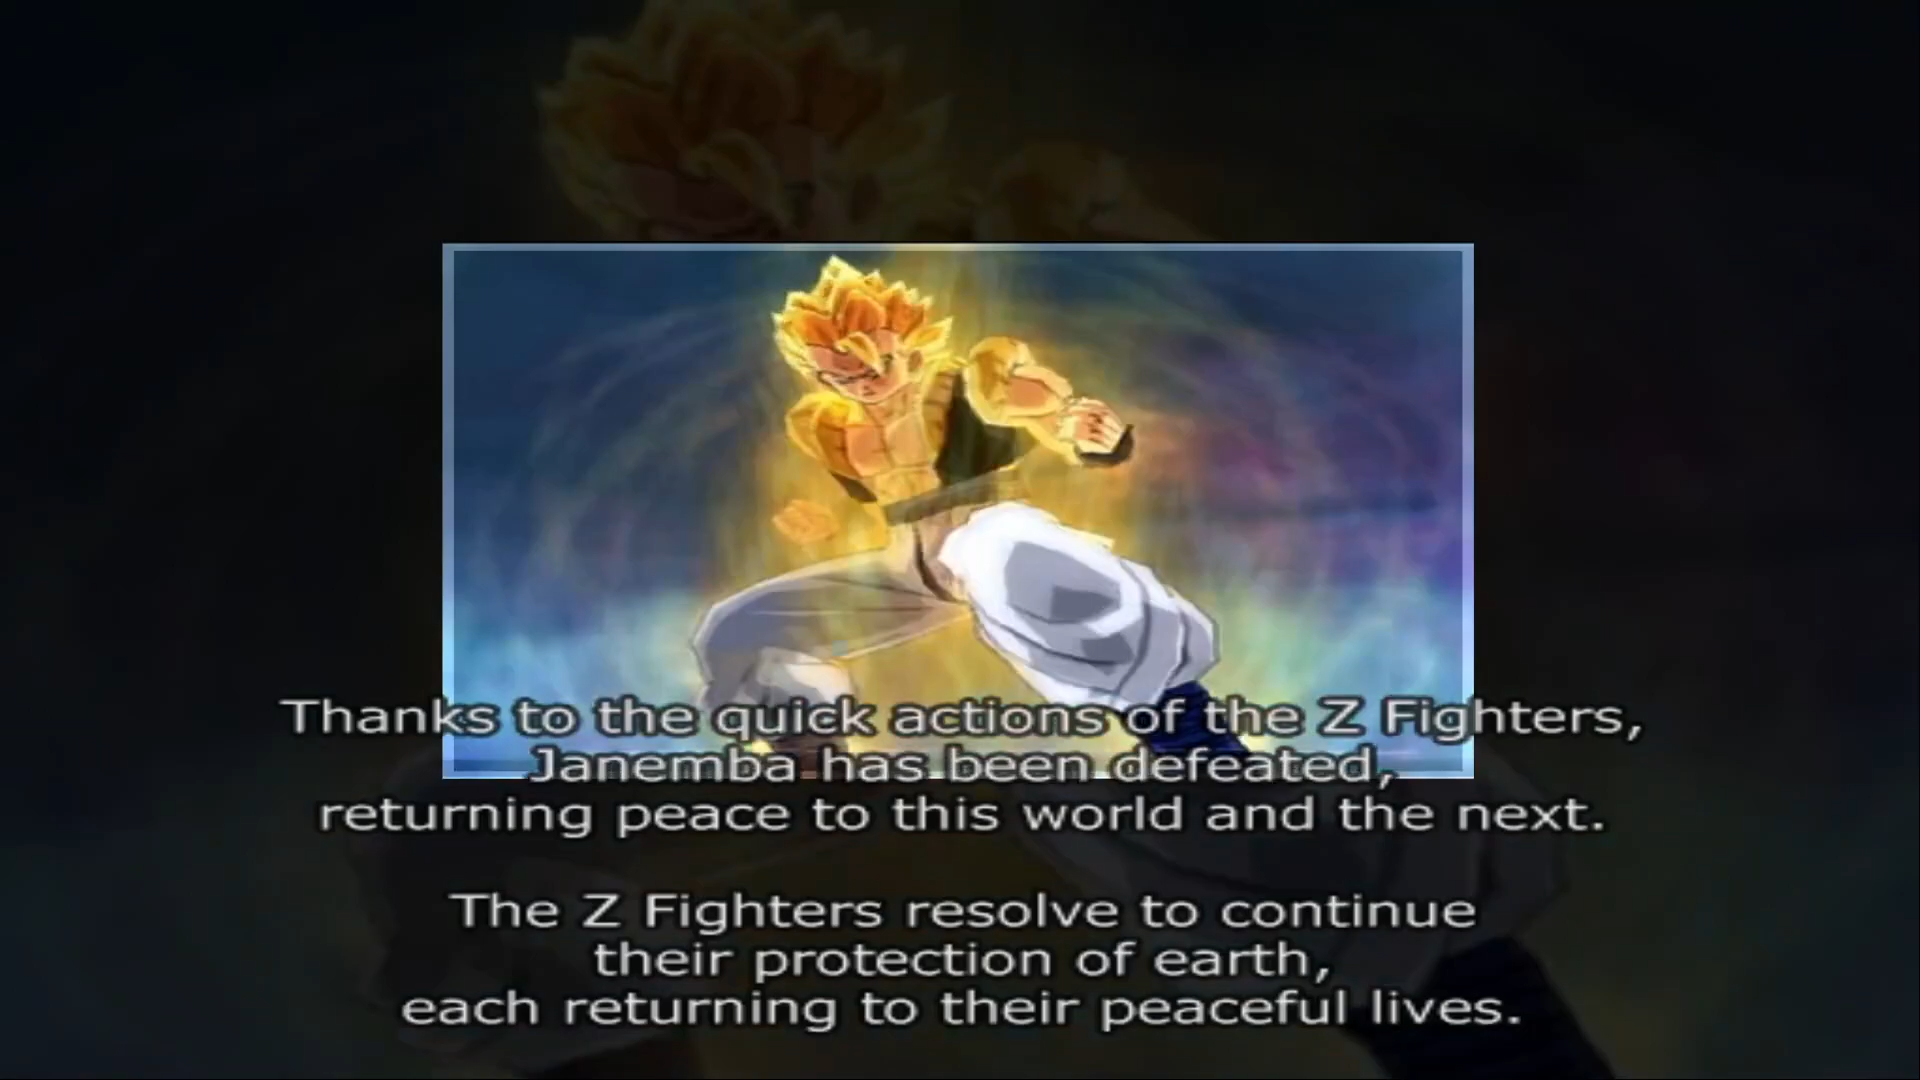 Thanks to the quick actions of the Z Fighters,
Janemba has been defeated,
returning peace to this world and the next.
The Z Fighters resolve to continue
their protection of earth,
each returning to their peaceful lives.